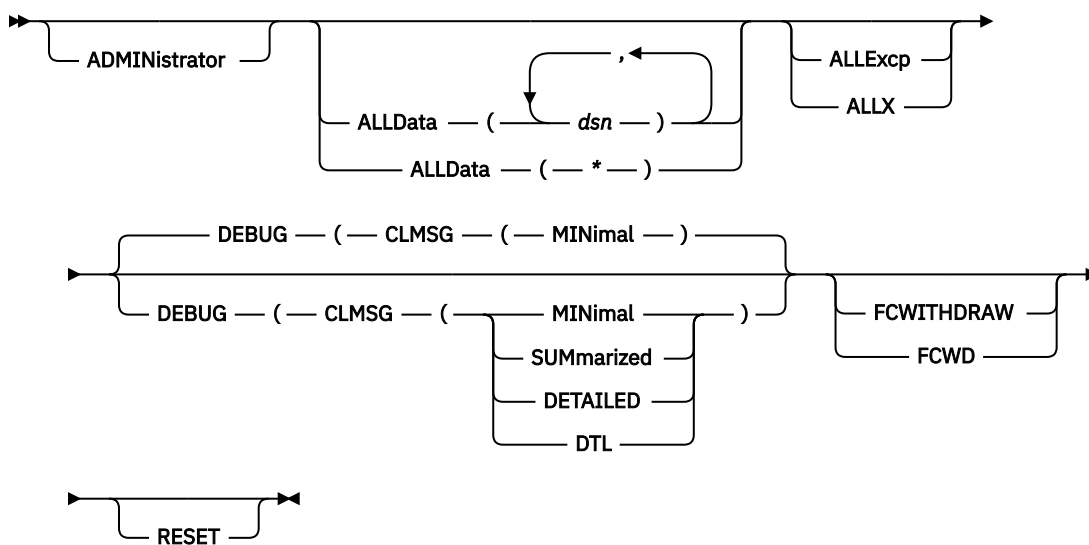 ADMINistrator
ALLData ( dsn , )
ALLData ( * )
ALLExcp
ALLX
DEBUG ( CLMSG ( MINimal )
DEBUG ( CLMSG ( MINimal )
SUMmarized
DETAILED
DTL
FCWITHDRAW
FCWD
RESET